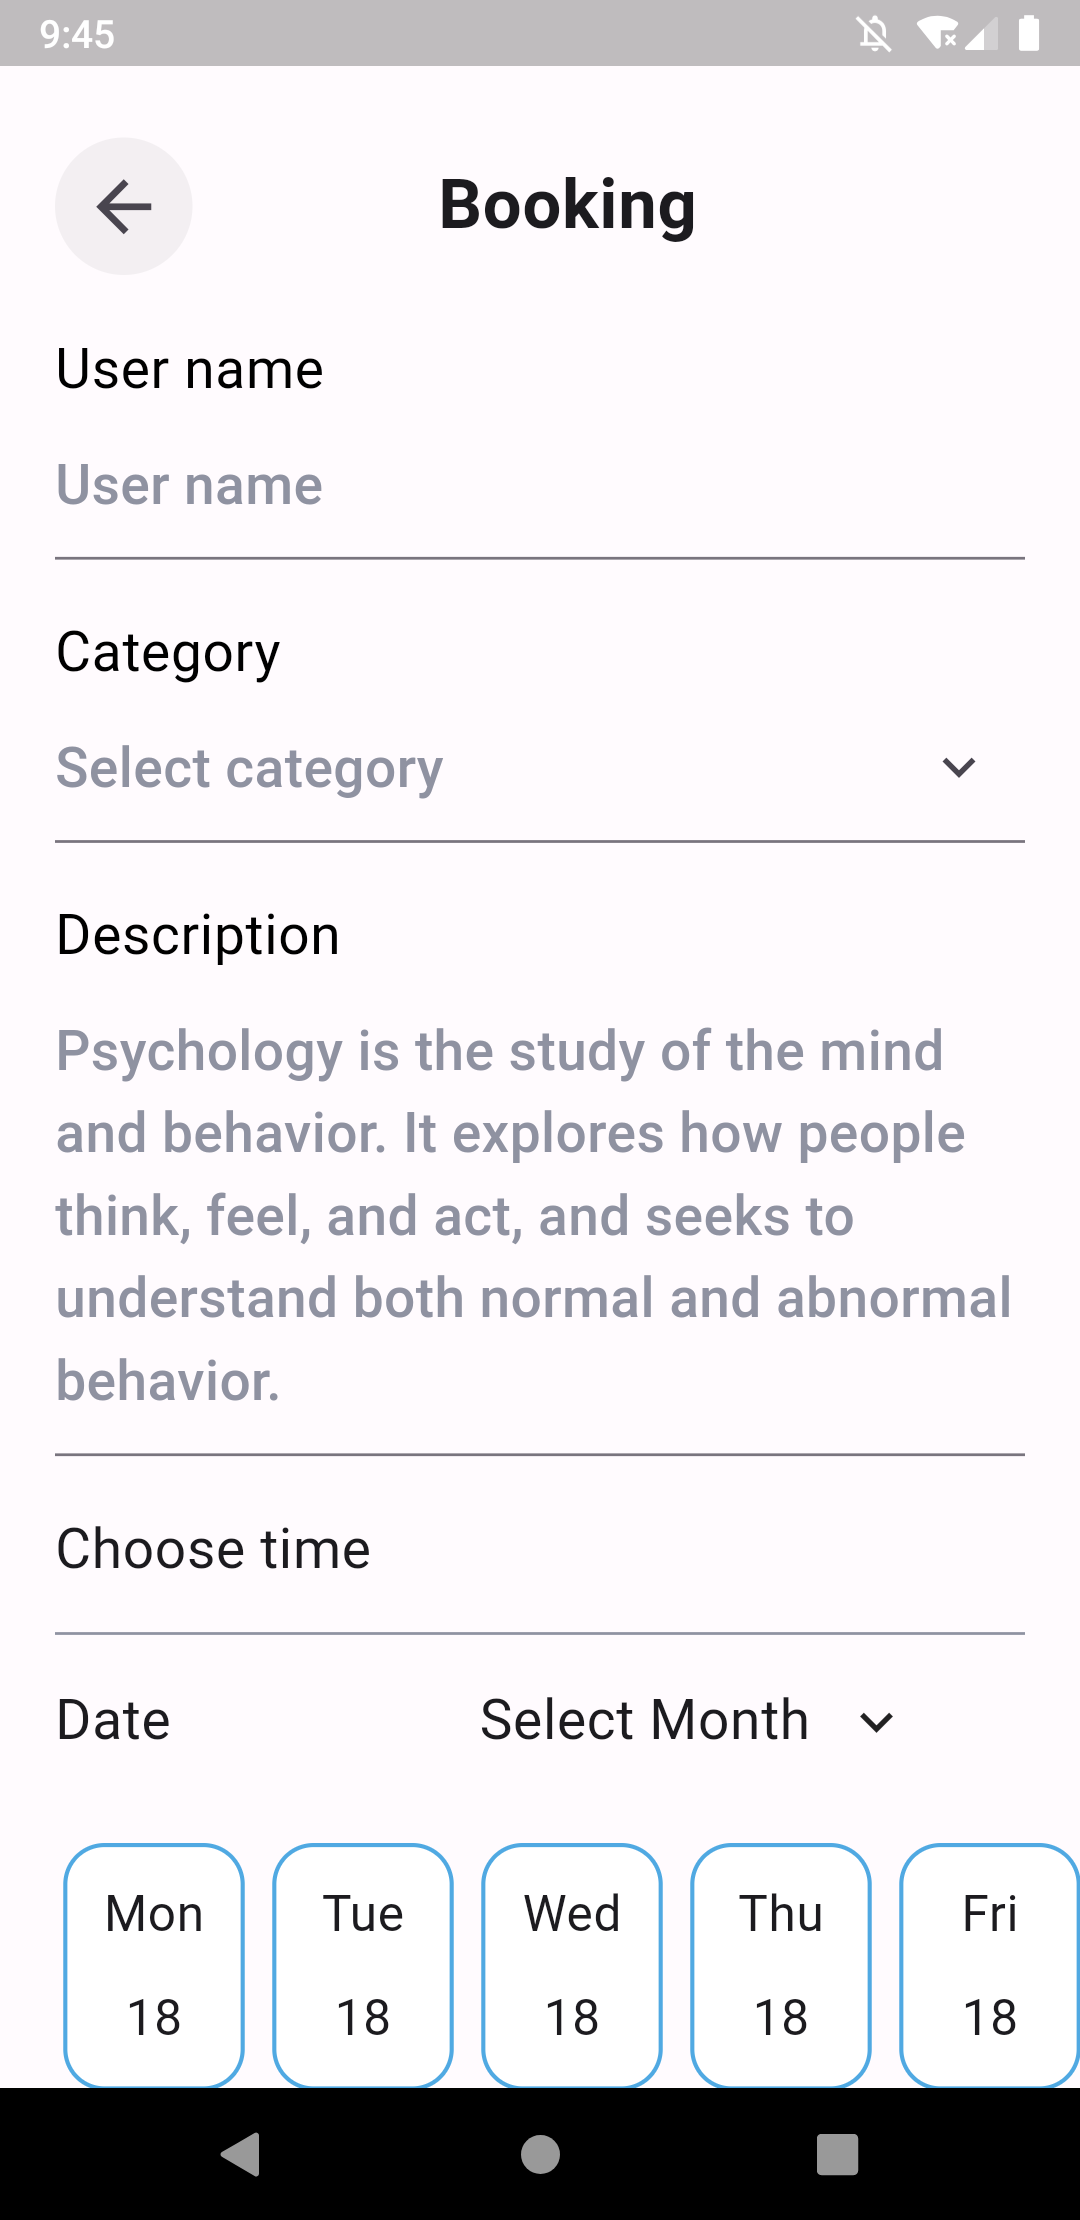 9:45
Booking
User name
User name
Category
Select category
Description
Psychology is the study of the mind
and behavior. It explores how people
think, feel, and act, and seeks to
understand both normal and abnormal
behavior.
Choose time
Date Select Month
Mon Tue Wed Thu Fri
18 18 18 18 18